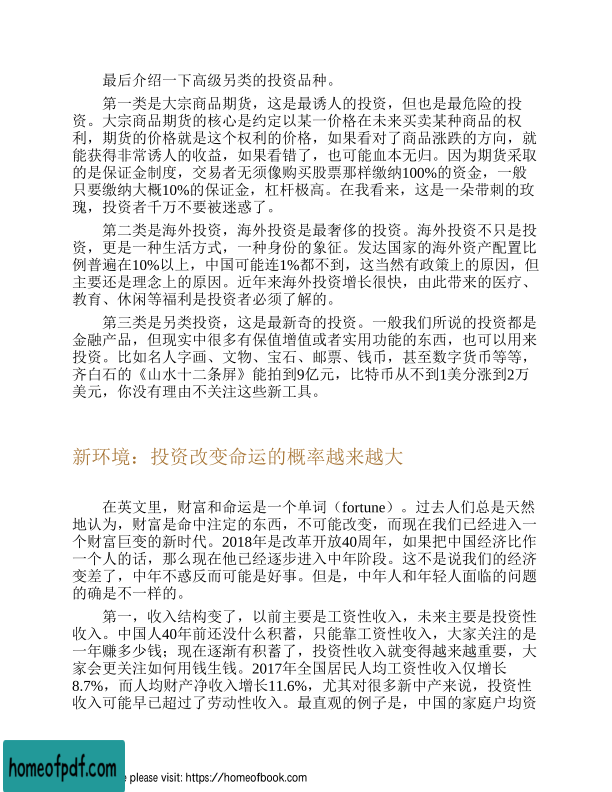 最后介绍一下高级另类的投资品种。
第一类是大宗商品期货，这是最诱人的投资，但也是最危险的投
资。大宗商品期货的核心是约定以某一价格在未来买卖某种商品的权
利，期货的价格就是这个权利的价格，如果看对了商品涨跌的方向，就
能获得非常诱人的收益，如果看错了，也可能血本无归。因为期货采取
的是保证金制度，交易者无须像购买股票那样缴纳100%的资金，一般
只要缴纳大概10%的保证金，杠杆极高。在我看来，这是一朵带刺的玫
瑰，投资者千万不要被迷惑了。
第二类是海外投资，海外投资是最奢侈的投资。海外投资不只是投
资，更是一种生活方式，一种身份的象征。发达国家的海外资产配置比
例普遍在10%以上，中国可能连1%都不到，这当然有政策上的原因，但
主要还是理念上的原因。近年来海外投资增长很快，由此带来的医疗、
教育、休闲等福利是投资者必须了解的。
第三类是另类投资，这是最新奇的投资。一般我们所说的投资都是
金融产品，但现实中很多有保值增值或者实用功能的东西，也可以用来
投资。比如名人字画、文物、宝石、邮票、钱币，甚至数字货币等等，
齐白石的《山水十二条屏》能拍到9亿元，比特币从不到1美分涨到2万
美元，你没有理由不关注这些新工具。
新环境：投资改变命运的概率越来越大
在英文里，财富和命运是一个单词（fortune）。过去人们总是天然
地认为，财富是命中注定的东西，不可能改变，而现在我们已经进入一
个财富巨变的新时代。2018年是改革开放40周年，如果把中国经济比作
一个人的话，那么现在他已经逐步进入中年阶段。这不是说我们的经济
变差了，中年不惑反而可能是好事。但是，中年人和年轻人面临的问题
的确是不一样的。
第一，收入结构变了，以前主要是工资性收入，未来主要是投资性
收入。中国人40年前还没什么积蓄，只能靠工资性收入，大家关注的是
一年赚多少钱；现在逐渐有积蓄了，投资性收入就变得越来越重要，大
家会更关注如何用钱生钱。2017年全国居民人均工资性收入仅增长
8.7%，而人均财产净收入增长11.6%，尤其对很多新中产来说，投资性
收入可能早已超过了劳动性收入。最直观的例子是，中国的家庭户均资
homeofpdf.com
e please visit: https://homeofbook.com